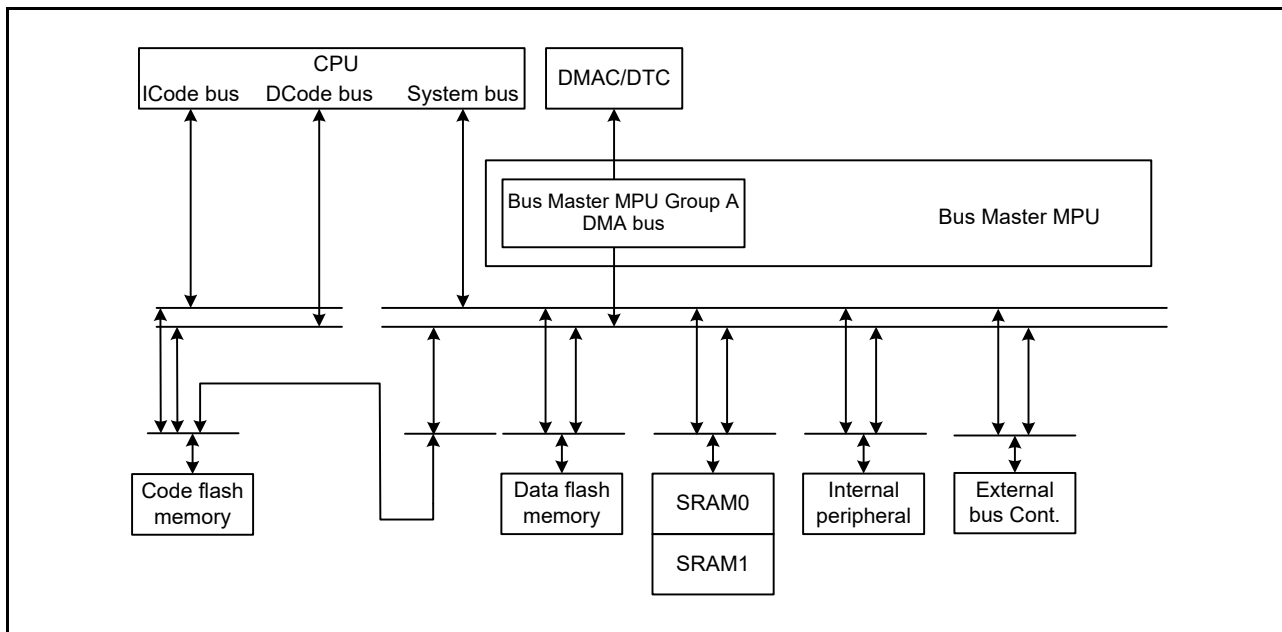 CPU
ICode bus DCode bus System bus
DMAC/DTC
Bus Master MPU Group A
DMA bus
Bus Master MPU
Code flash
memory
Data flash
memory
SRAM0
SRAM1
Internal
peripheral
External
bus Cont.